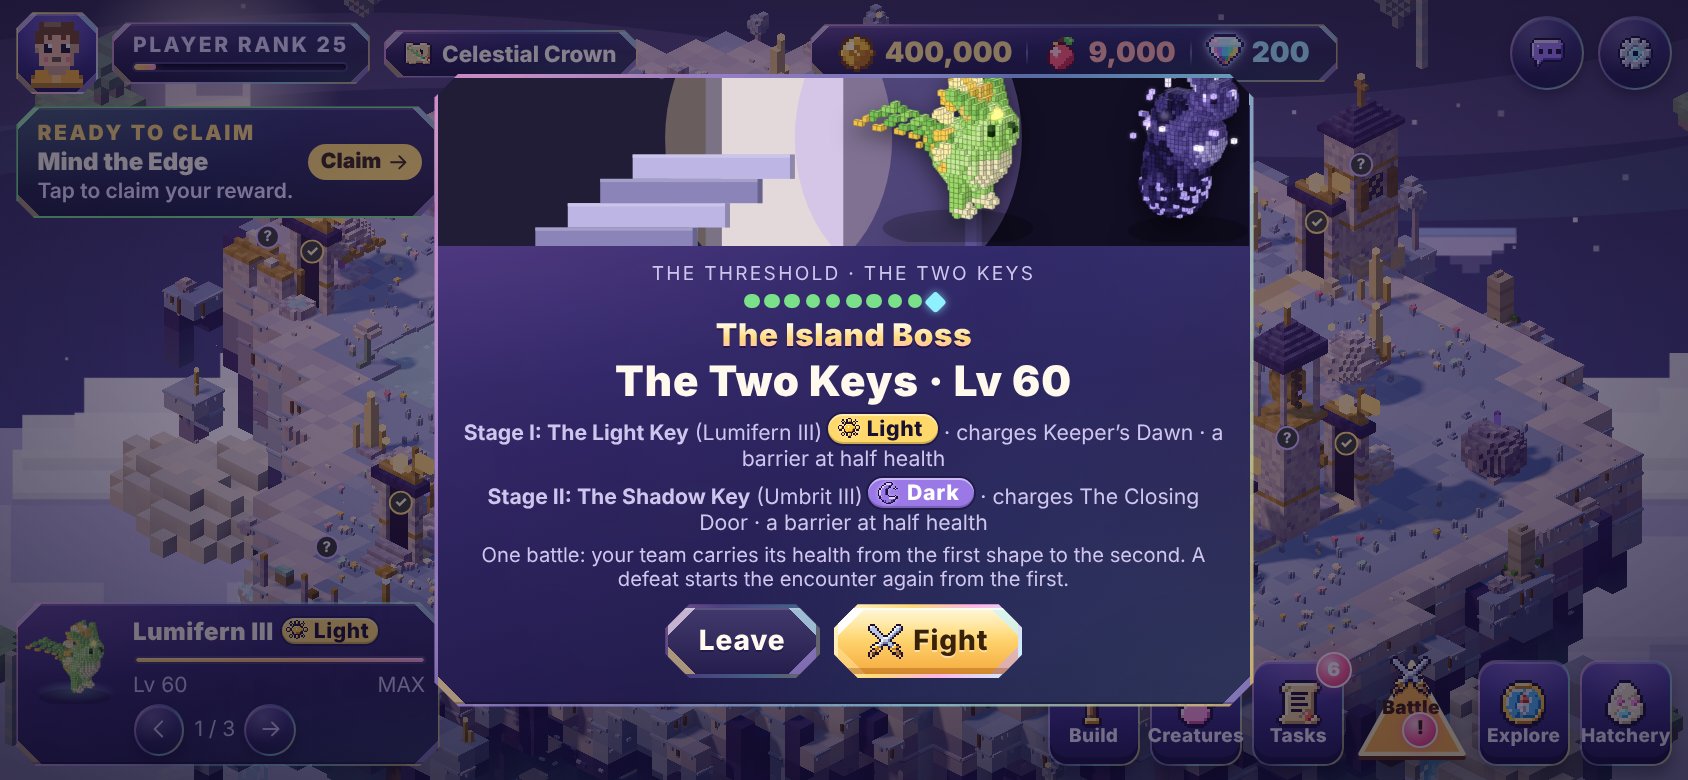 PLAYER RANK 25
Celestial Crown
400,000
9,000
200
READY TO CLAIM
Mind the Edge
Tap to claim your reward.
Claim →
THE THRESHOLD · THE TWO KEYS
The Island Boss
The Two Keys · Lv 60
Stage I: The Light Key (Lumifern III) Light · charges Keeper’s Dawn · a
barrier at half health
Stage II: The Shadow Key (Umbrit III) Dark · charges The Closing
Door · a barrier at half health
One battle: your team carries its health from the first shape to the second. A
defeat starts the encounter again from the first.
Leave
Fight
Lumifern III Light
Lv 60
MAX
1 / 3
Build
Creatures
6
Tasks
Battle
!
Explore
Hatchery
?
?
?
?